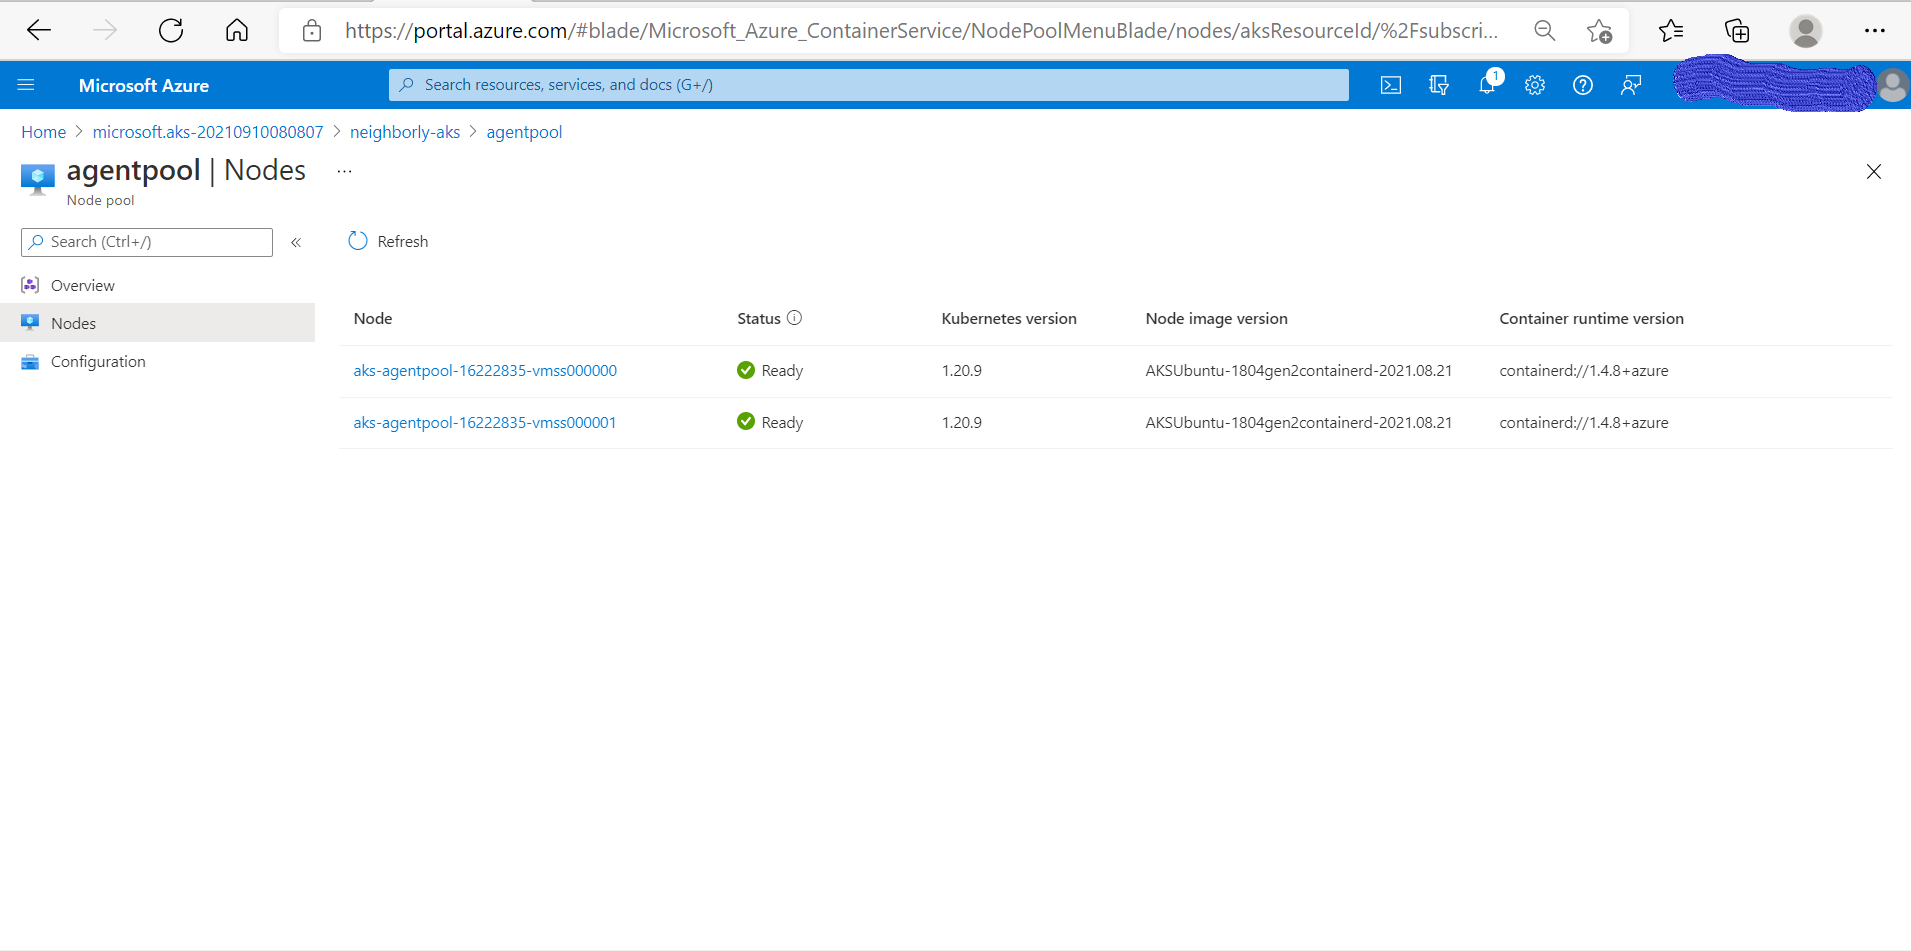 https://portal.azure.com/#blade/Microsoft_Azure_ContainerService/NodePoolMenuBlade/nodes/aksResourceId/%2Fsubscri...
Microsoft Azure
Search resources, services, and docs (G+/)
1
Home > microsoft.aks-20210910080807 > neighborly-aks > agentpool
agentpool | Nodes ...
Node pool
Search (Ctrl+/)
«
Refresh
Overview
Nodes
Configuration
Node Status Kubernetes version Node image version Container runtime version
aks-agentpool-16222835-vmss000000 Ready 1.20.9 AKSUbuntu-1804gen2containerd-2021.08.21 containerd://1.4.8+azure
aks-agentpool-16222835-vmss000001 Ready 1.20.9 AKSUbuntu-1804gen2containerd-2021.08.21 containerd://1.4.8+azure